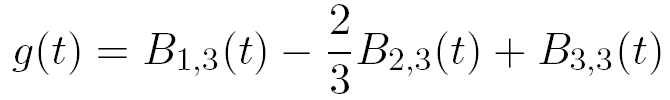 g(t) = B_{1,3}(t) - \frac{2}{3}B_{2,3}(t) + B_{3,3}(t)